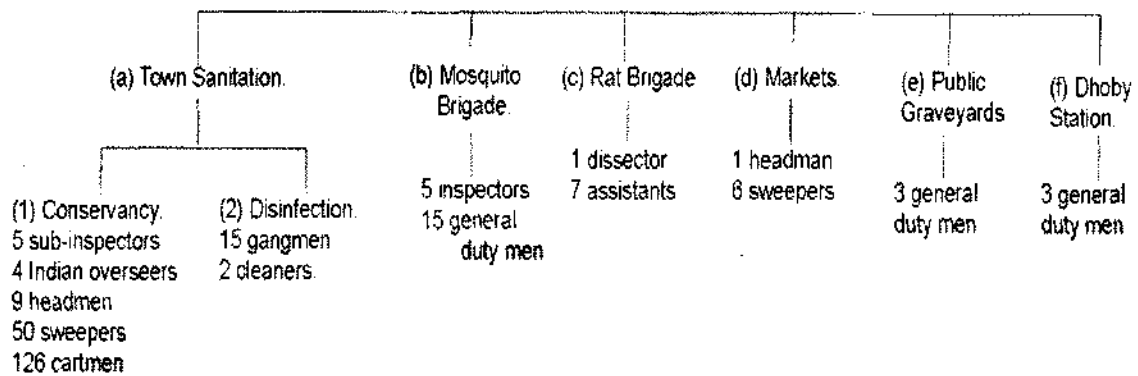 (a) Town Sanitation.
(1) Conservancy.
5 sub-inspectors
4 Indian overseers
9 headmen
50 sweepers
126 cartmen
(2) Disinfection.
15 gangmen
2 cleaners.
(b) Mosquito
Brigade.
5 inspectors
15 general
duty men
(c) Rat Brigade
1 dissector
7 assistants
(d) Markets.
1 headman
6 sweepers
(e) Public
Graveyards
3 general
duty men
(f) Dhoby
Station.
3 general
duty men